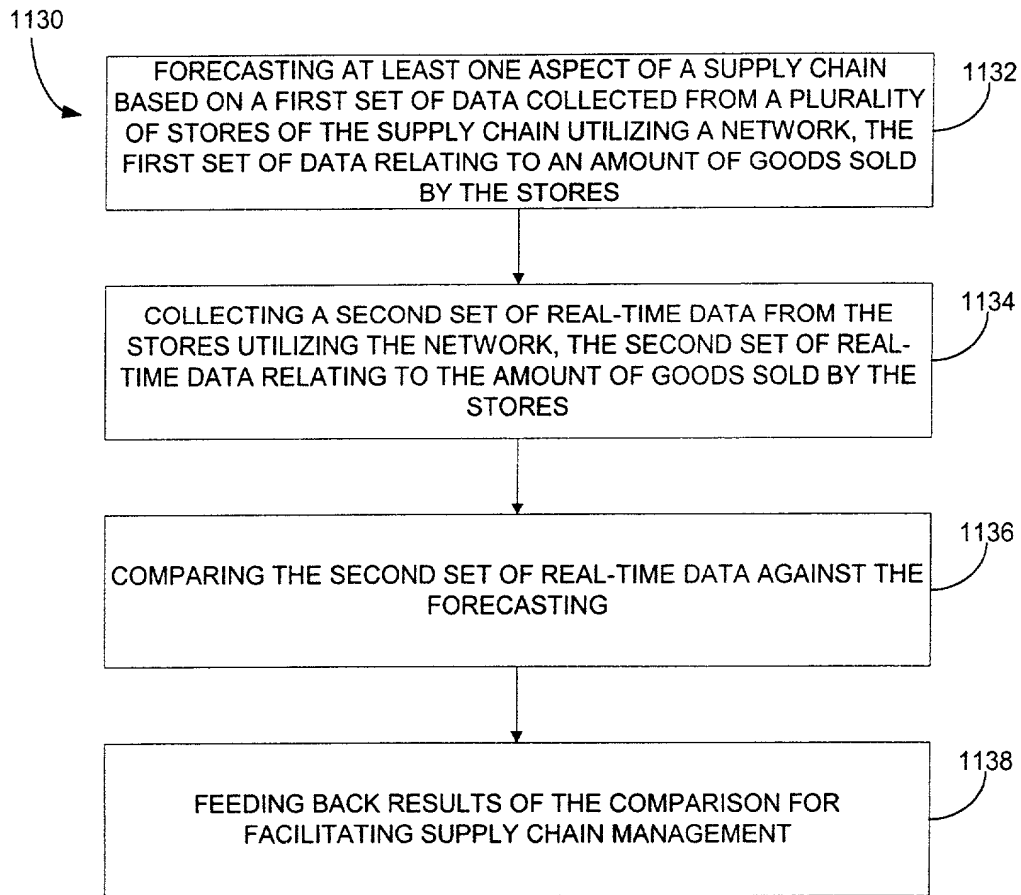 1130
FORECASTING AT LEAST ONE ASPECT OF A SUPPLY CHAIN
BASED ON A FIRST SET OF DATA COLLECTED FROM A PLURALITY
OF STORES OF THE SUPPLY CHAIN UTILIZING A NETWORK, THE
FIRST SET OF DATA RELATING TO AN AMOUNT OF GOODS SOLD
BY THE STORES
1132
COLLECTING A SECOND SET OF REAL-TIME DATA FROM THE
STORES UTILIZING THE NETWORK, THE SECOND SET OF REAL-
TIME DATA RELATING TO THE AMOUNT OF GOODS SOLD BY THE
STORES
1134
COMPARING THE SECOND SET OF REAL-TIME DATA AGAINST THE
FORECASTING
1136
FEEDING BACK RESULTS OF THE COMPARISON FOR
FACILITATING SUPPLY CHAIN MANAGEMENT
1138